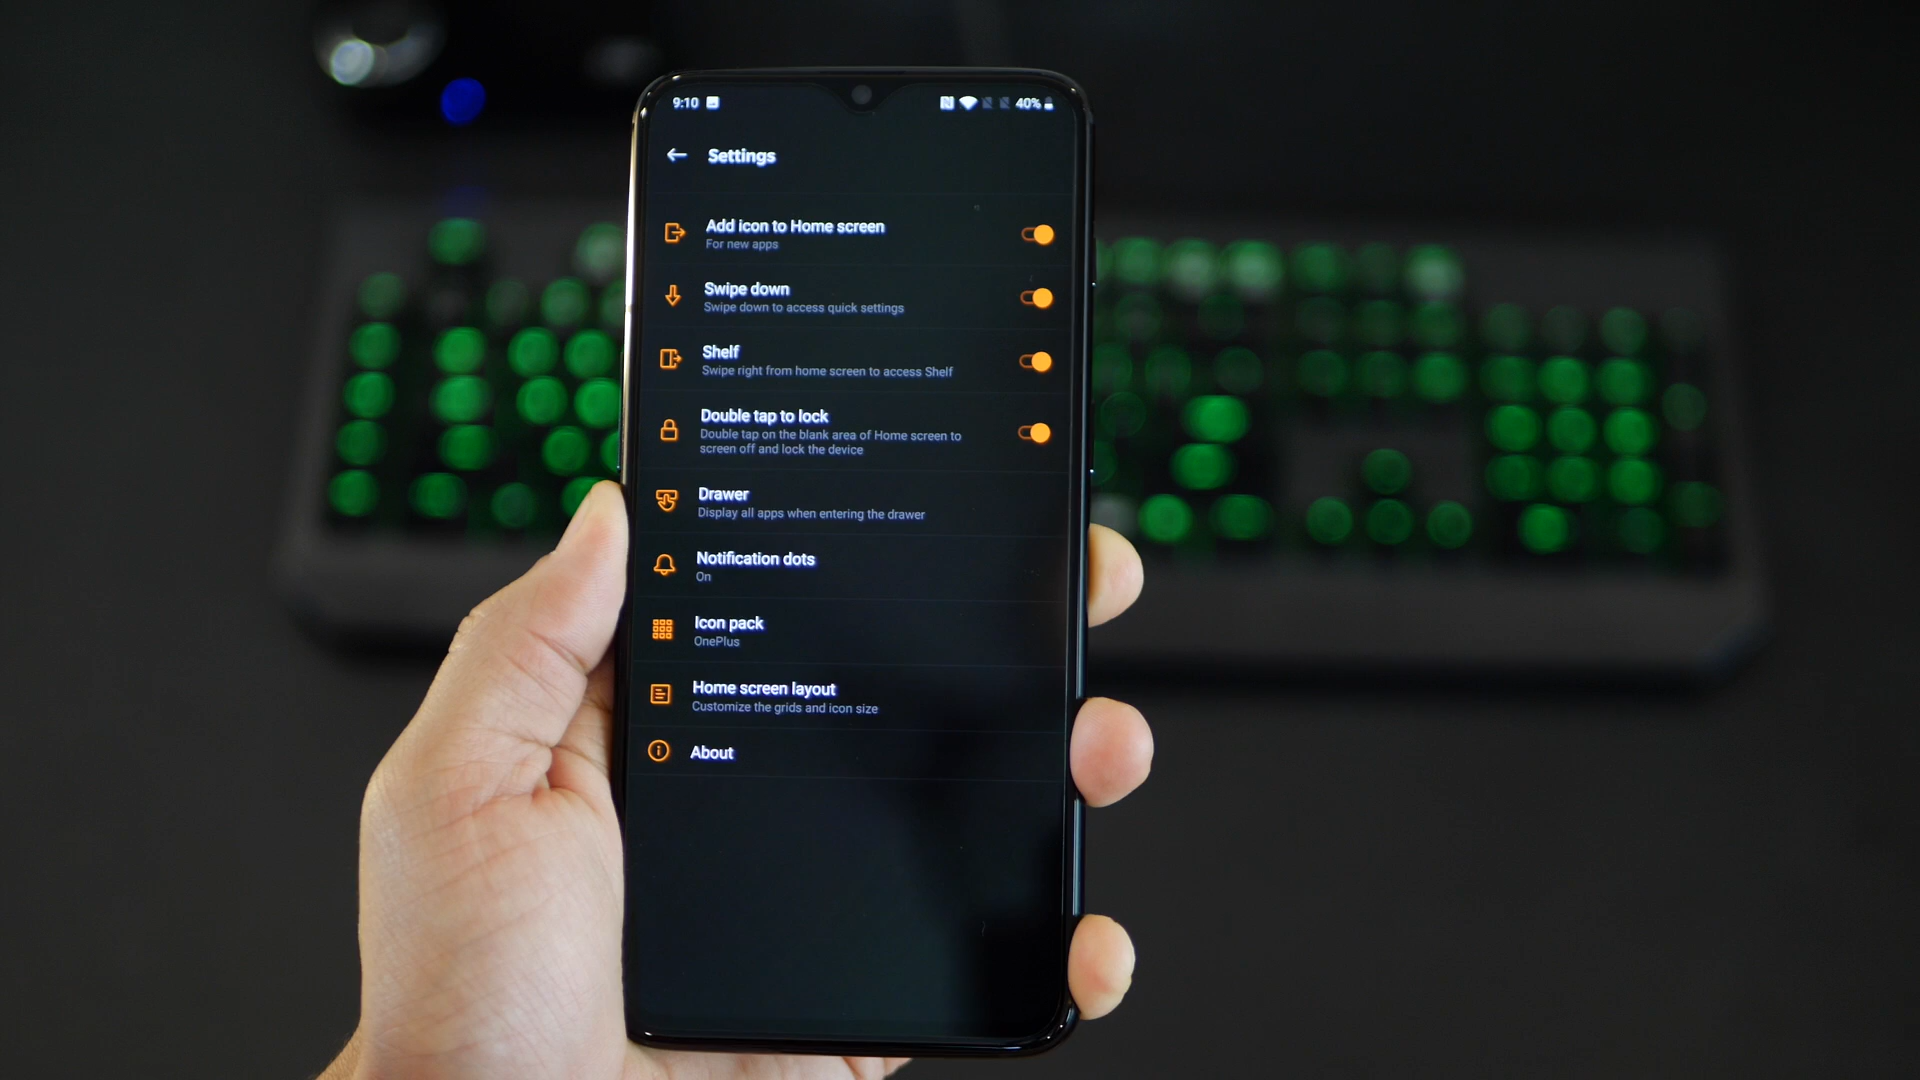 9:10 40%
Settings
Add icon to Home screen
For new apps
Swipe down
Swipe down to access quick settings
Shelf
Swipe right from home screen to access Shelf
Double tap to lock
Double tap on the blank area of Home screen to
screen off and lock the device
Drawer
Display all apps when entering the drawer
Notification dots
On
Icon pack
OnePlus
Home screen layout
Customize the grids and icon size
About